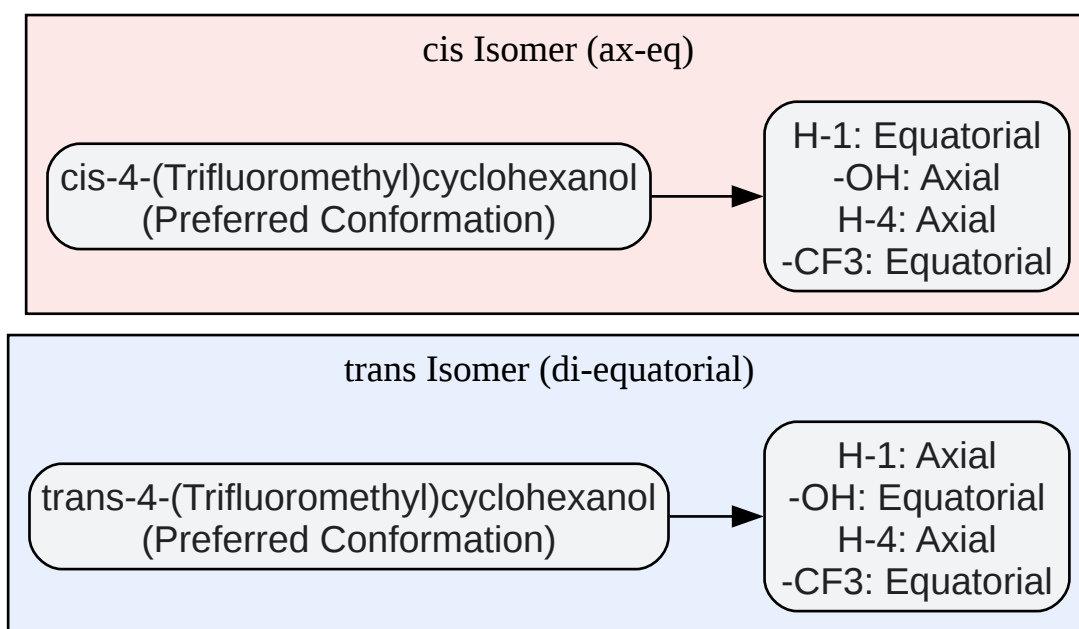 cis Isomer (ax-eq)
cis-4-(Trifluoromethyl)cyclohexanol
(Preferred Conformation)
H-1: Equatorial
-OH: Axial
H-4: Axial
-CF3: Equatorial
trans Isomer (di-equatorial)
trans-4-(Trifluoromethyl)cyclohexanol
(Preferred Conformation)
H-1: Axial
-OH: Equatorial
H-4: Axial
-CF3: Equatorial